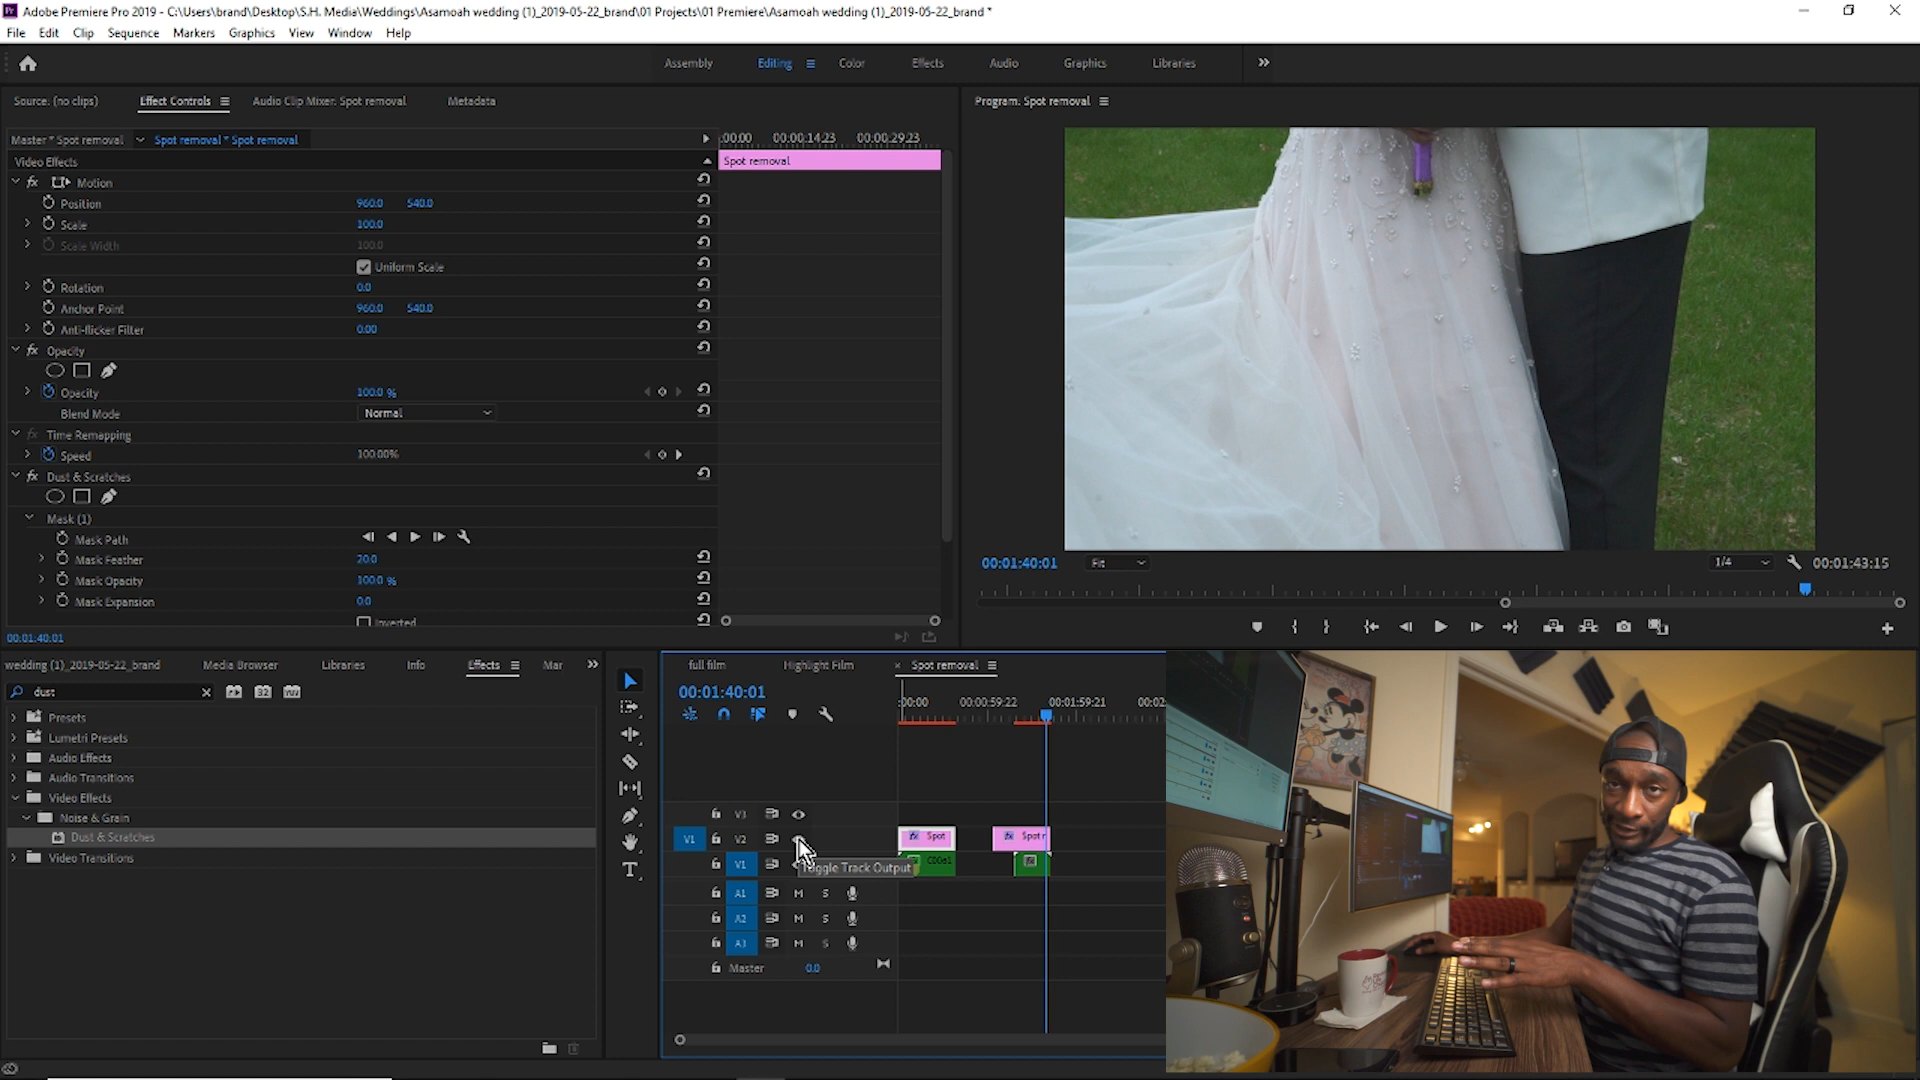 Adobe Premiere Pro 2019 - C:\Users\brand\Desktop\S.H. Media\Weddings\Asamoah wedding (1)_2019-05-22_brand\01 Projects\01 Premiere\Asamoah wedding (1)_2019-05-22_brand *
File Edit Clip Sequence Markers Graphics View Window Help
Assembly Editing Color Effects Audio Graphics Libraries
Source: (no clips) Effect Controls Audio Clip Mixer: Spot removal Metadata
Program: Spot removal
Master * Spot removal Spot removal * Spot removal
:00:00 00:00:14:23 00:00:29:23
Video Effects
Spot removal
fx Motion
Position 960.0 540.0
Scale 100.0
Scale Width 100.0
Uniform Scale
Rotation 0.0
Anchor Point 960.0 540.0
Anti-flicker Filter 0.00
fx Opacity
Opacity 100.0 %
Blend Mode Normal
fx Time Remapping
Speed 100.00%
fx Dust & Scratches
Mask (1)
Mask Path
Mask Feather 20.0
Mask Opacity 100.0 %
Mask Expansion 0.0
Inverted
00:01:40:01
00:01:40:01 Fit 1/4 00:01:43:15
wedding (1)_2019-05-22_brand Media Browser Libraries Info Effects Mar
dust
32
Presets
Lumetri Presets
Audio Effects
Audio Transitions
Video Effects
Noise & Grain
Dust & Scratches
Video Transitions
full film Highlight Film × Spot removal
00:01:40:01
:00:00 00:00:59:22 00:01:59:21 00:02
V3
V1 V2 fx Spot fx Spot r
V1
Toggle Track Output
A1 M S
A2 M S
A3 M S
Master 0.0